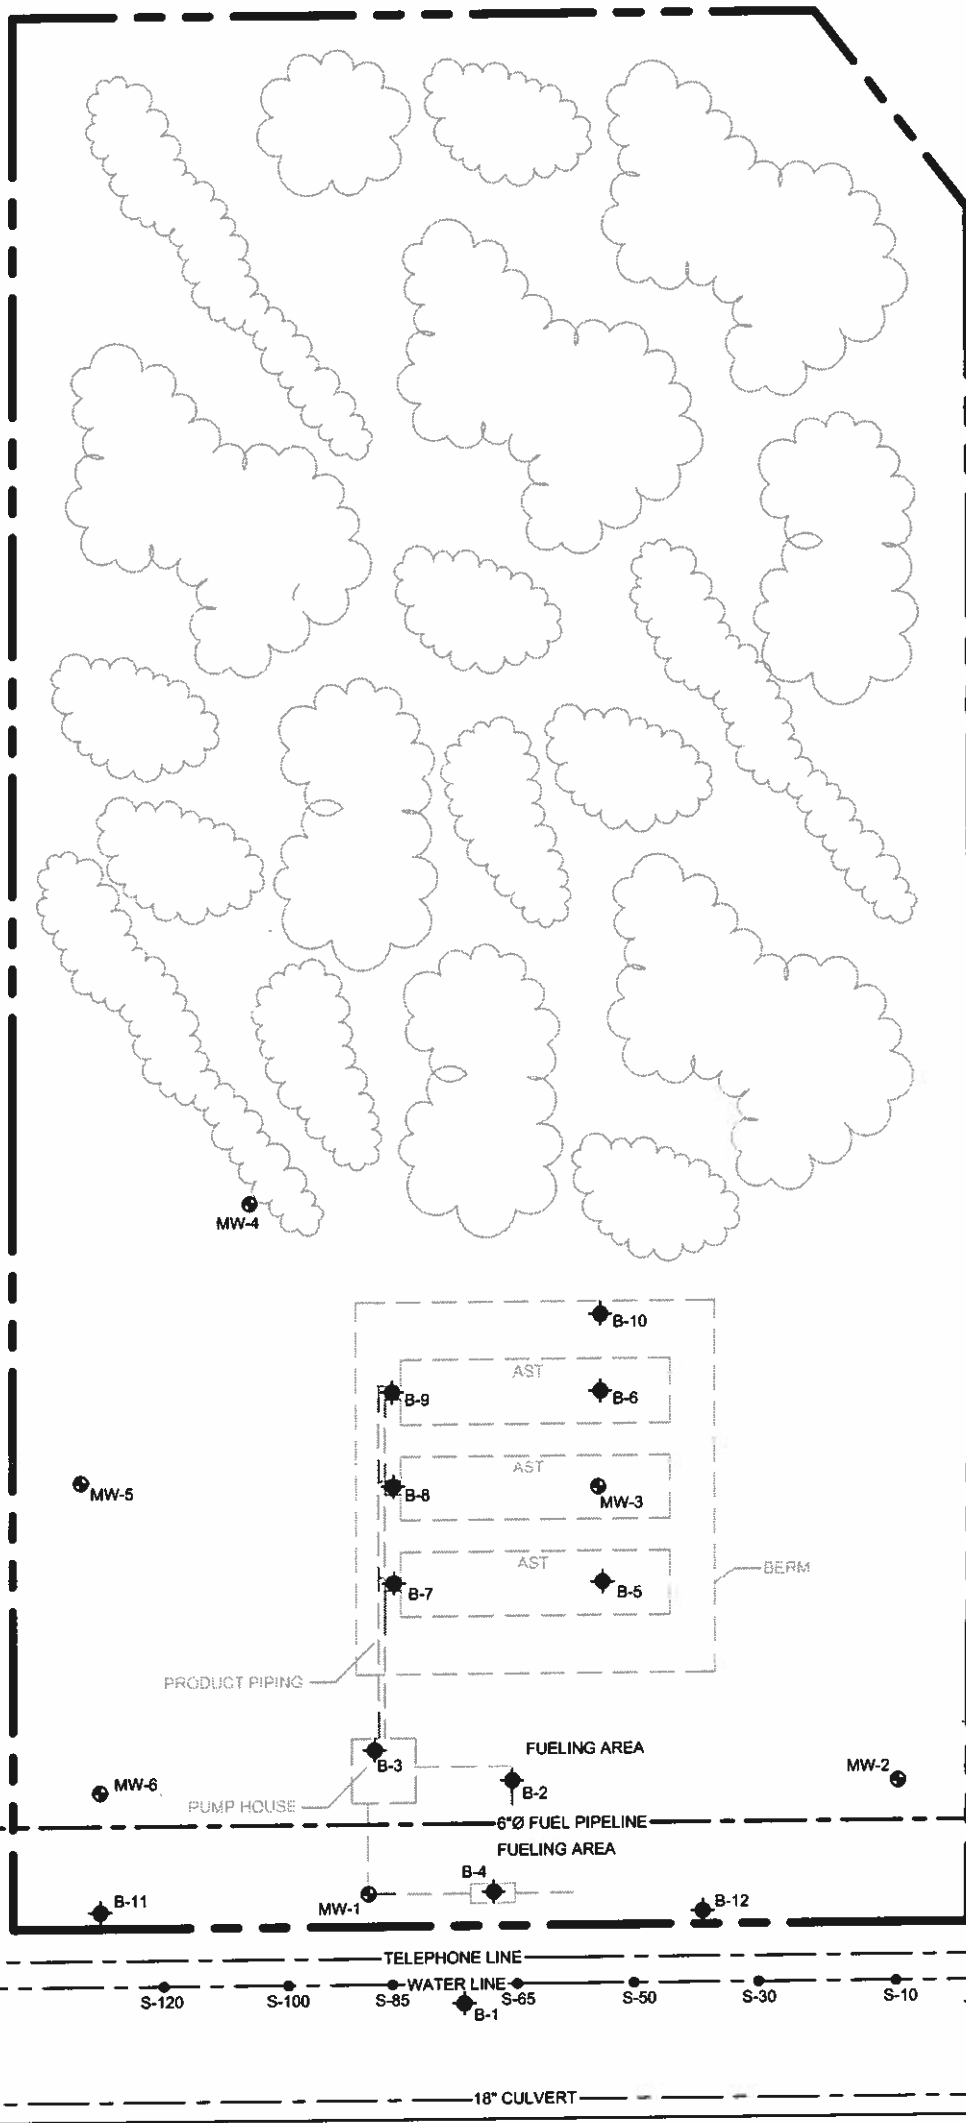 MW-4
B-10
AST
B-9
B-6
AST
MW-5
B-8
MW-3
AST
BERM
B-7
B-5
PRODUCT PIPING
FUELING AREA
B-3
MW-2
MW-6
B-2
PUMP HOUSE
6"Ø FUEL PIPELINE
FUELING AREA
B-4
B-11
MW-1
B-12
TELEPHONE LINE
WATER LINE
S-120
S-100
S-85
S-65
S-50
S-30
S-10
B-1
18" CULVERT